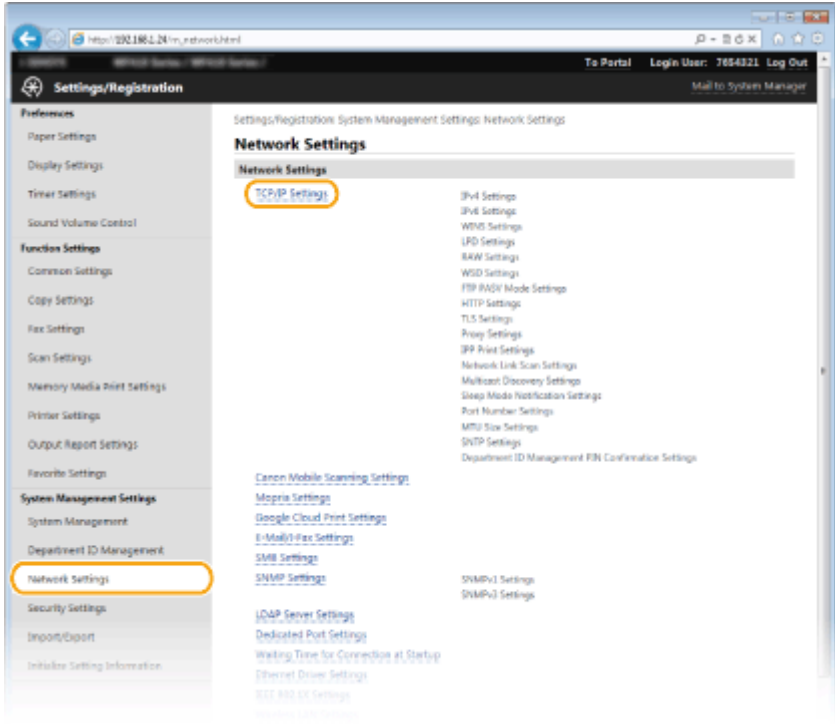 http://192.168.1.24/m_network.html
To Portal Login User: 7654321 Log Out
Settings/Registration
Mail to System Manager
Preferences
Paper Settings
Display Settings
Timer Settings
Sound Volume Control
Function Settings
Common Settings
Copy Settings
Fax Settings
Scan Settings
Memory Media Print Settings
Printer Settings
Output Report Settings
Favorite Settings
System Management Settings
System Management
Department ID Management
Network Settings
Security Settings
Import/Export
Initialize Setting Information
Settings/Registration: System Management Settings: Network Settings
Network Settings
Network Settings
TCP/IP Settings
IPv4 Settings
IPv6 Settings
WINS Settings
LPD Settings
RAW Settings
WSD Settings
FTP PASV Mode Settings
HTTP Settings
TLS Settings
Proxy Settings
IPP Print Settings
Network Link Scan Settings
Multicast Discovery Settings
Sleep Mode Notification Settings
Port Number Settings
MTU Size Settings
SNTP Settings
Department ID Management PIN Confirmation Settings
Canon Mobile Scanning Settings
Mopria Settings
Google Cloud Print Settings
E-Mail/I-Fax Settings
SMB Settings
SNMP Settings
SNMPv1 Settings
SNMPv3 Settings
LDAP Server Settings
Dedicated Port Settings
Waiting Time for Connection at Startup
Ethernet Driver Settings
IEEE 802.1X Settings